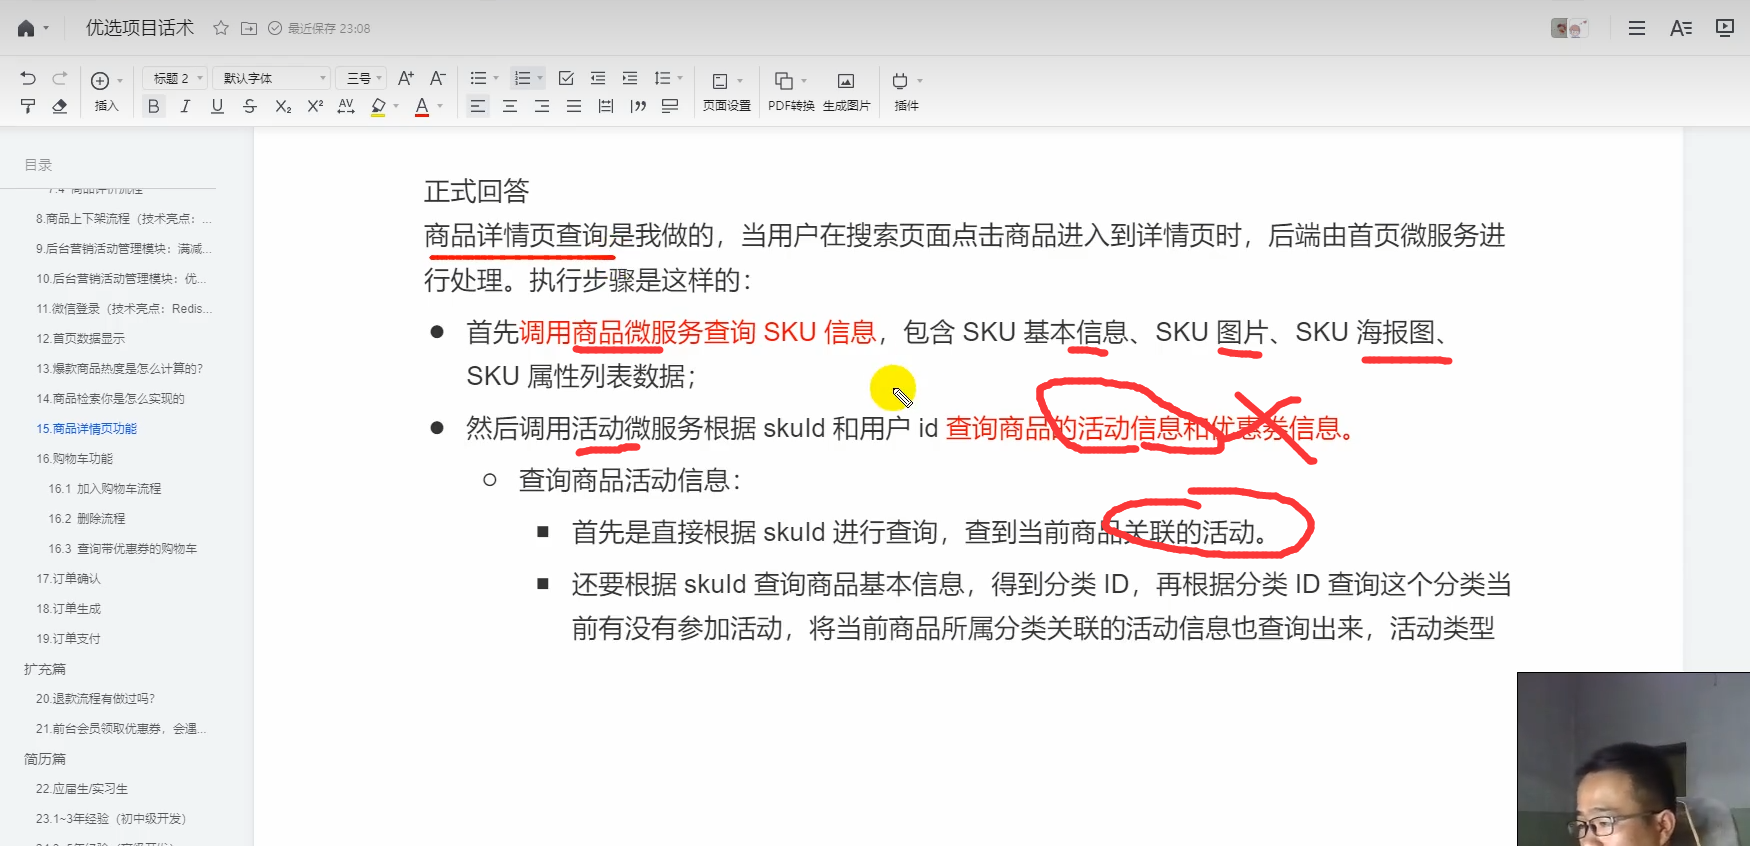 优选项目话术
最近保存 23:08
标题 2
默认字体
三号
插入
页面设置
PDF转换
生成图片
插件
目录
7.4 商品评价流程
8.商品上下架流程（技术亮点：...
9.后台营销活动管理模块：满减...
10.后台营销活动管理模块：优...
11.微信登录（技术亮点：Redis...
12.首页数据显示
13.爆款商品热度是怎么计算的？
14.商品检索你是怎么实现的
15.商品详情页功能
16.购物车功能
16.1 加入购物车流程
16.2 删除流程
16.3 查询带优惠券的购物车
17.订单确认
18.订单生成
19.订单支付
扩充篇
20.退款流程有做过吗？
21.前台会员领取优惠券，会遇...
简历篇
22.应届生/实习生
23.1~3年经验（初中级开发）
正式回答
商品详情页查询是我做的，当用户在搜索页面点击商品进入到详情页时，后端由首页微服务进
行处理。执行步骤是这样的：
首先调用商品微服务查询 SKU 信息，包含 SKU 基本信息、SKU 图片、SKU 海报图、
SKU 属性列表数据；
然后调用活动微服务根据 skuId 和用户 id 查询商品的活动信息和优惠券信息。
查询商品活动信息：
首先是直接根据 skuId 进行查询，查到当前商品关联的活动。
还要根据 skuId 查询商品基本信息，得到分类 ID，再根据分类 ID 查询这个分类当
前有没有参加活动，将当前商品所属分类关联的活动信息也查询出来，活动类型